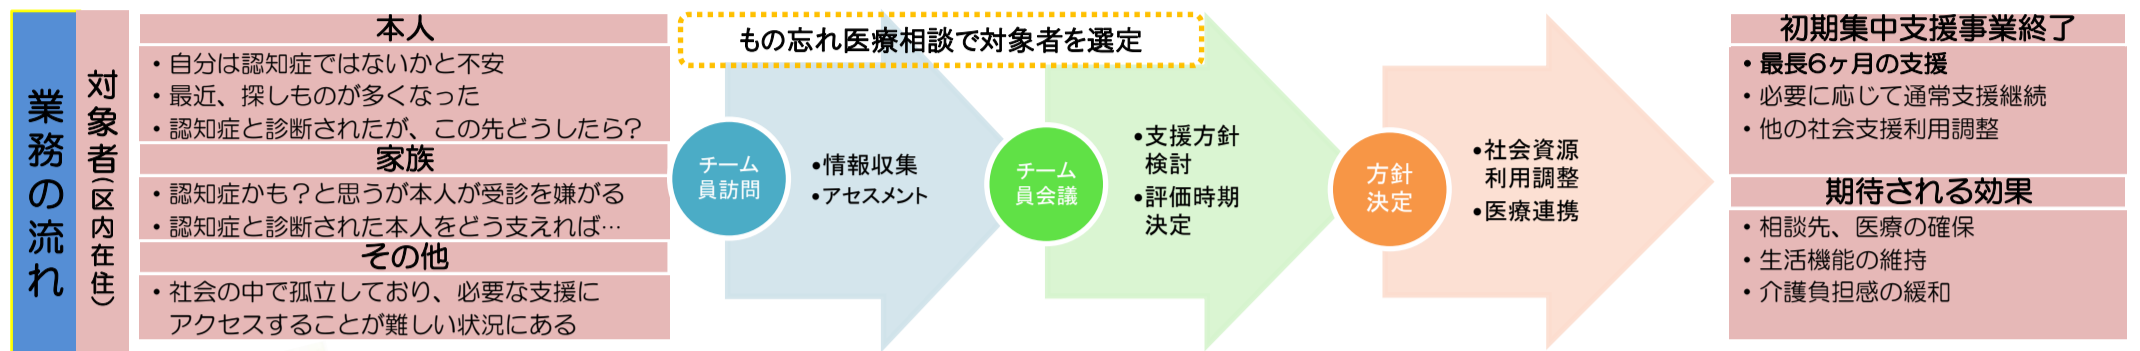 業務の流れ
対象者(区内在住)
本人
・自分は認知症ではないかと不安
・最近、探しものが多くなった
・認知症と診断されたが、この先どうしたら?
家族
・認知症かも？と思うが本人が受診を嫌がる
・認知症と診断された本人をどう支えれば…
その他
・社会の中で孤立しており、必要な支援に
アクセスすることが難しい状況にある
もの忘れ医療相談で対象者を選定
チーム
員訪問
•情報収集
•アセスメント
チーム
員会議
•支援方針
検討
•評価時期
決定
方針
決定
•社会資源
利用調整
•医療連携
初期集中支援事業終了
・最長6ヶ月の支援
・必要に応じて通常支援継続
・他の社会支援利用調整
期待される効果
・相談先、医療の確保
・生活機能の維持
・介護負担感の緩和